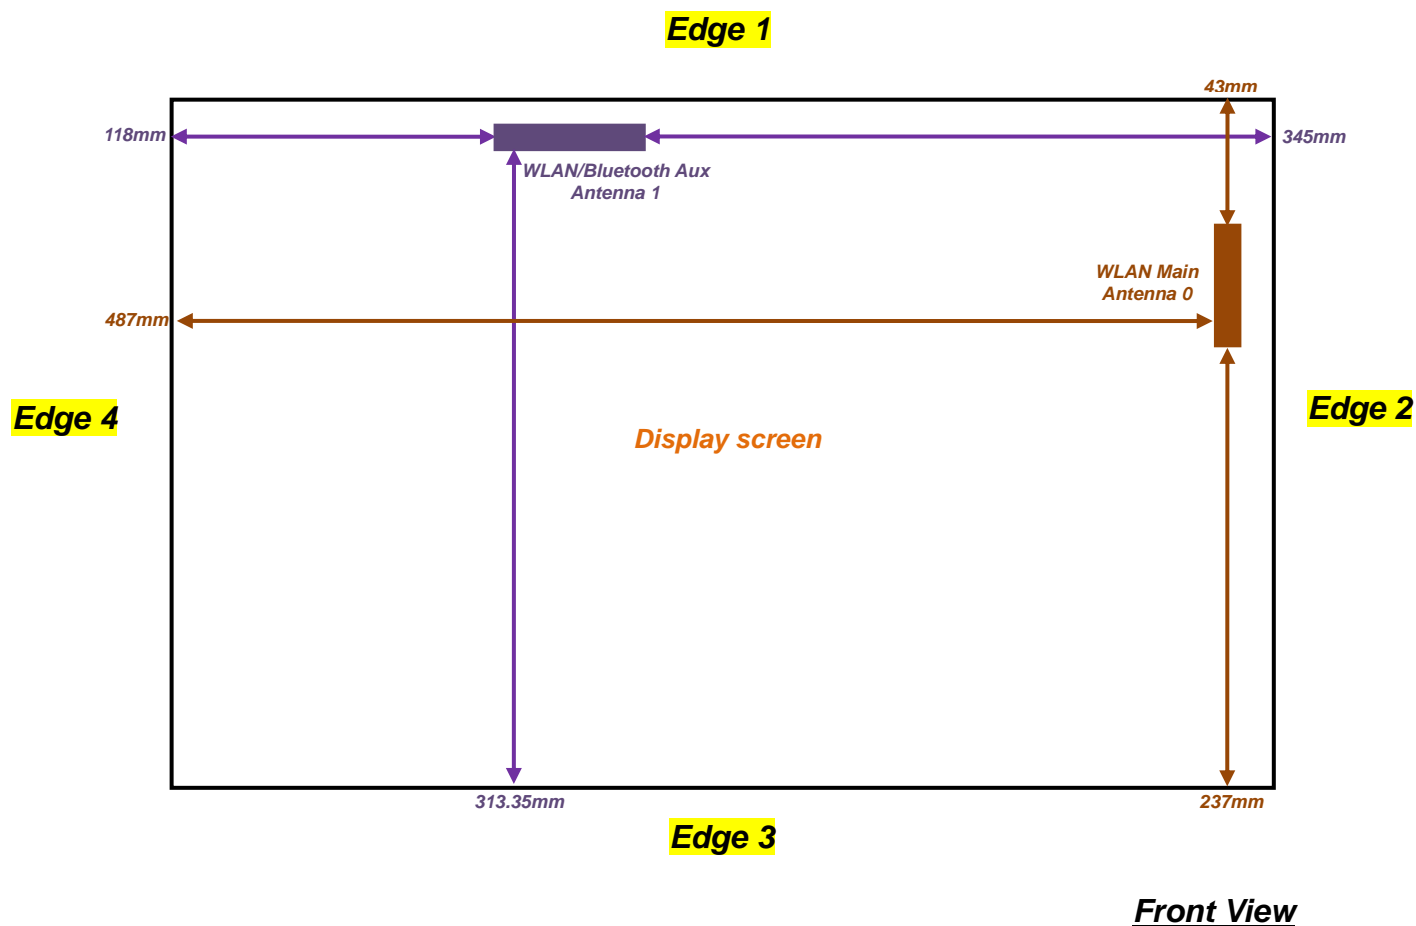 Edge 1
43mm
118mm
345mm
WLAN/Bluetooth Aux
Antenna 1
WLAN Main
Antenna 0
487mm
Edge 4
Edge 2
Display screen
313.35mm
237mm
Edge 3
Front View